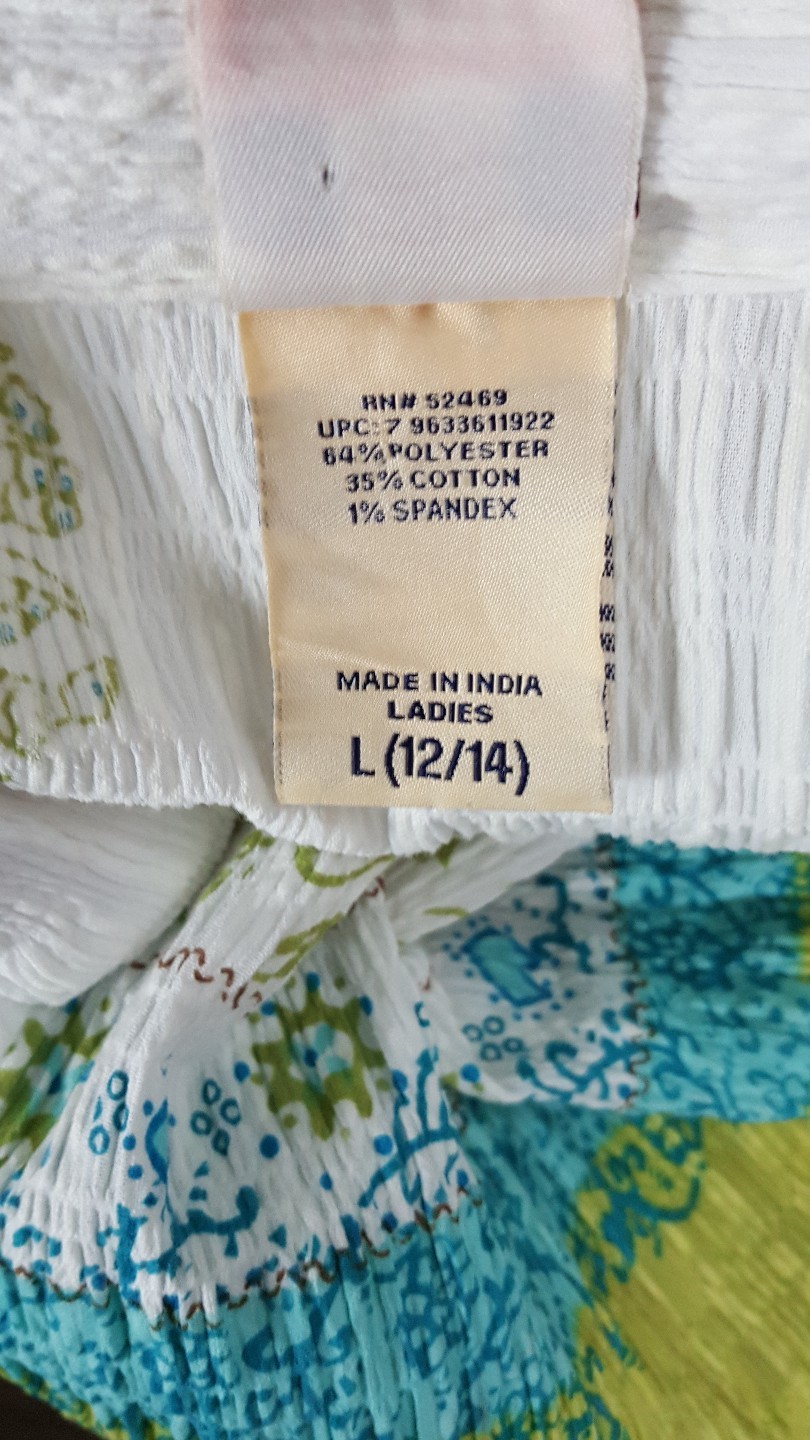 RN# 52469
UPC: 7 9633611922
64% POLYESTER
35% COTTON
1% SPANDEX
MADE IN INDIA
LADIES
L (12/14)